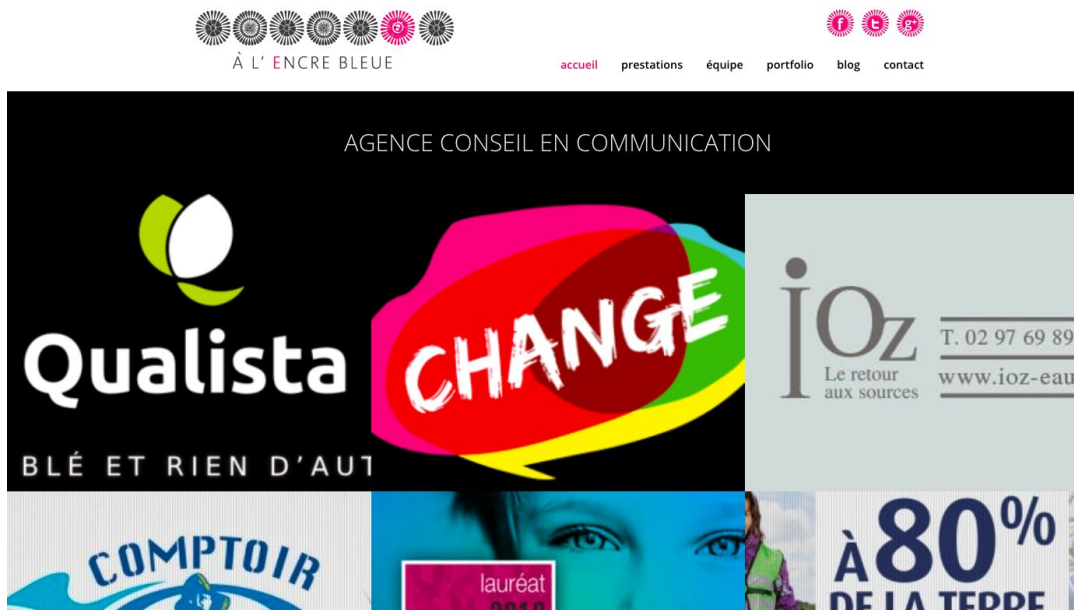 À L' ENCRE BLEUE
f t g+
accueil prestations équipe portfolio blog contact
AGENCE CONSEIL EN COMMUNICATION
Qualista
BLÉ ET RIEN D'AUT
CHANGE
iOz
Le retour
aux sources
T. 02 97 69 89
www.ioz-eau
COMPTOIR
lauréat
À 80%
DE LA TERRE